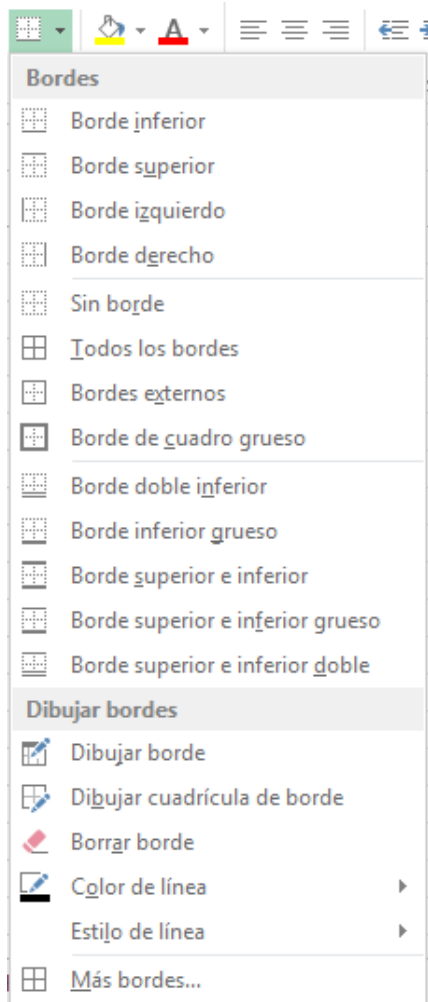 A
Bordes
Borde inferior
Borde superior
Borde izquierdo
Borde derecho
Sin borde
Todos los bordes
Bordes externos
Borde de cuadro grueso
Borde doble inferior
Borde inferior grueso
Borde superior e inferior
Borde superior e inferior grueso
Borde superior e inferior doble
Dibujar bordes
Dibujar borde
Dibujar cuadrícula de borde
Borrar borde
Color de línea
Estilo de línea
Más bordes...